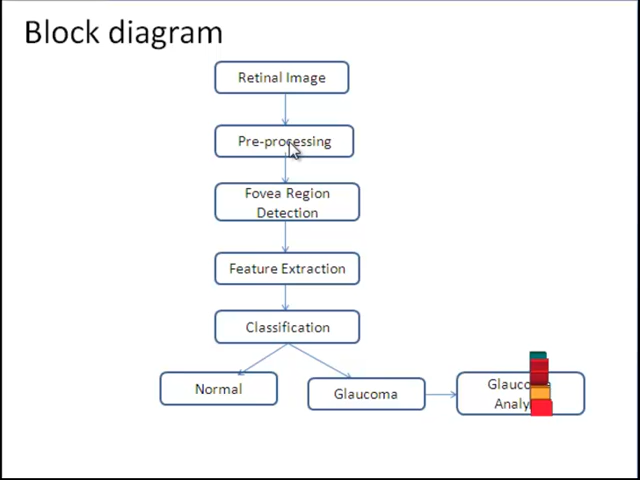 Block diagram
Retinal Image
Pre-processing
Fovea Region
Detection
Feature Extraction
Classification
Normal
Glaucoma